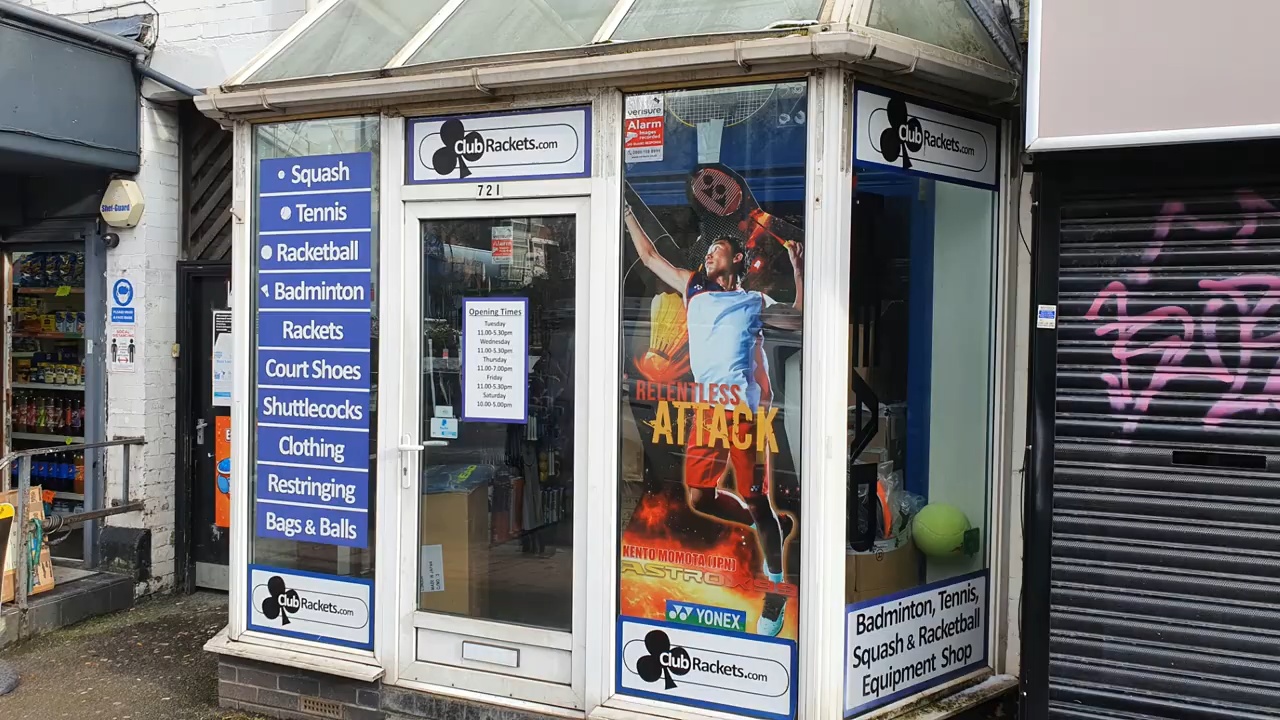 Squash
Tennis
Racketball
Badminton
Rackets
Court Shoes
Shuttlecocks
Clothing
Restringing
Bags & Balls
ClubRackets.com
ClubRackets.com
721
Opening Times
Tuesday
11.00-5.30pm
Wednesday
11.00-5.30pm
Thursday
11.00-7.00pm
Friday
11.00-5.30pm
Saturday
10.00-5.00pm
verisure
Alarm
RELENTLESS
ATTACK
KENTO MOMOTA (JPN)
ASTROX
YONEX
ClubRackets.com
ClubRackets.com
Badminton, Tennis,
Squash & Racketball
Equipment Shop